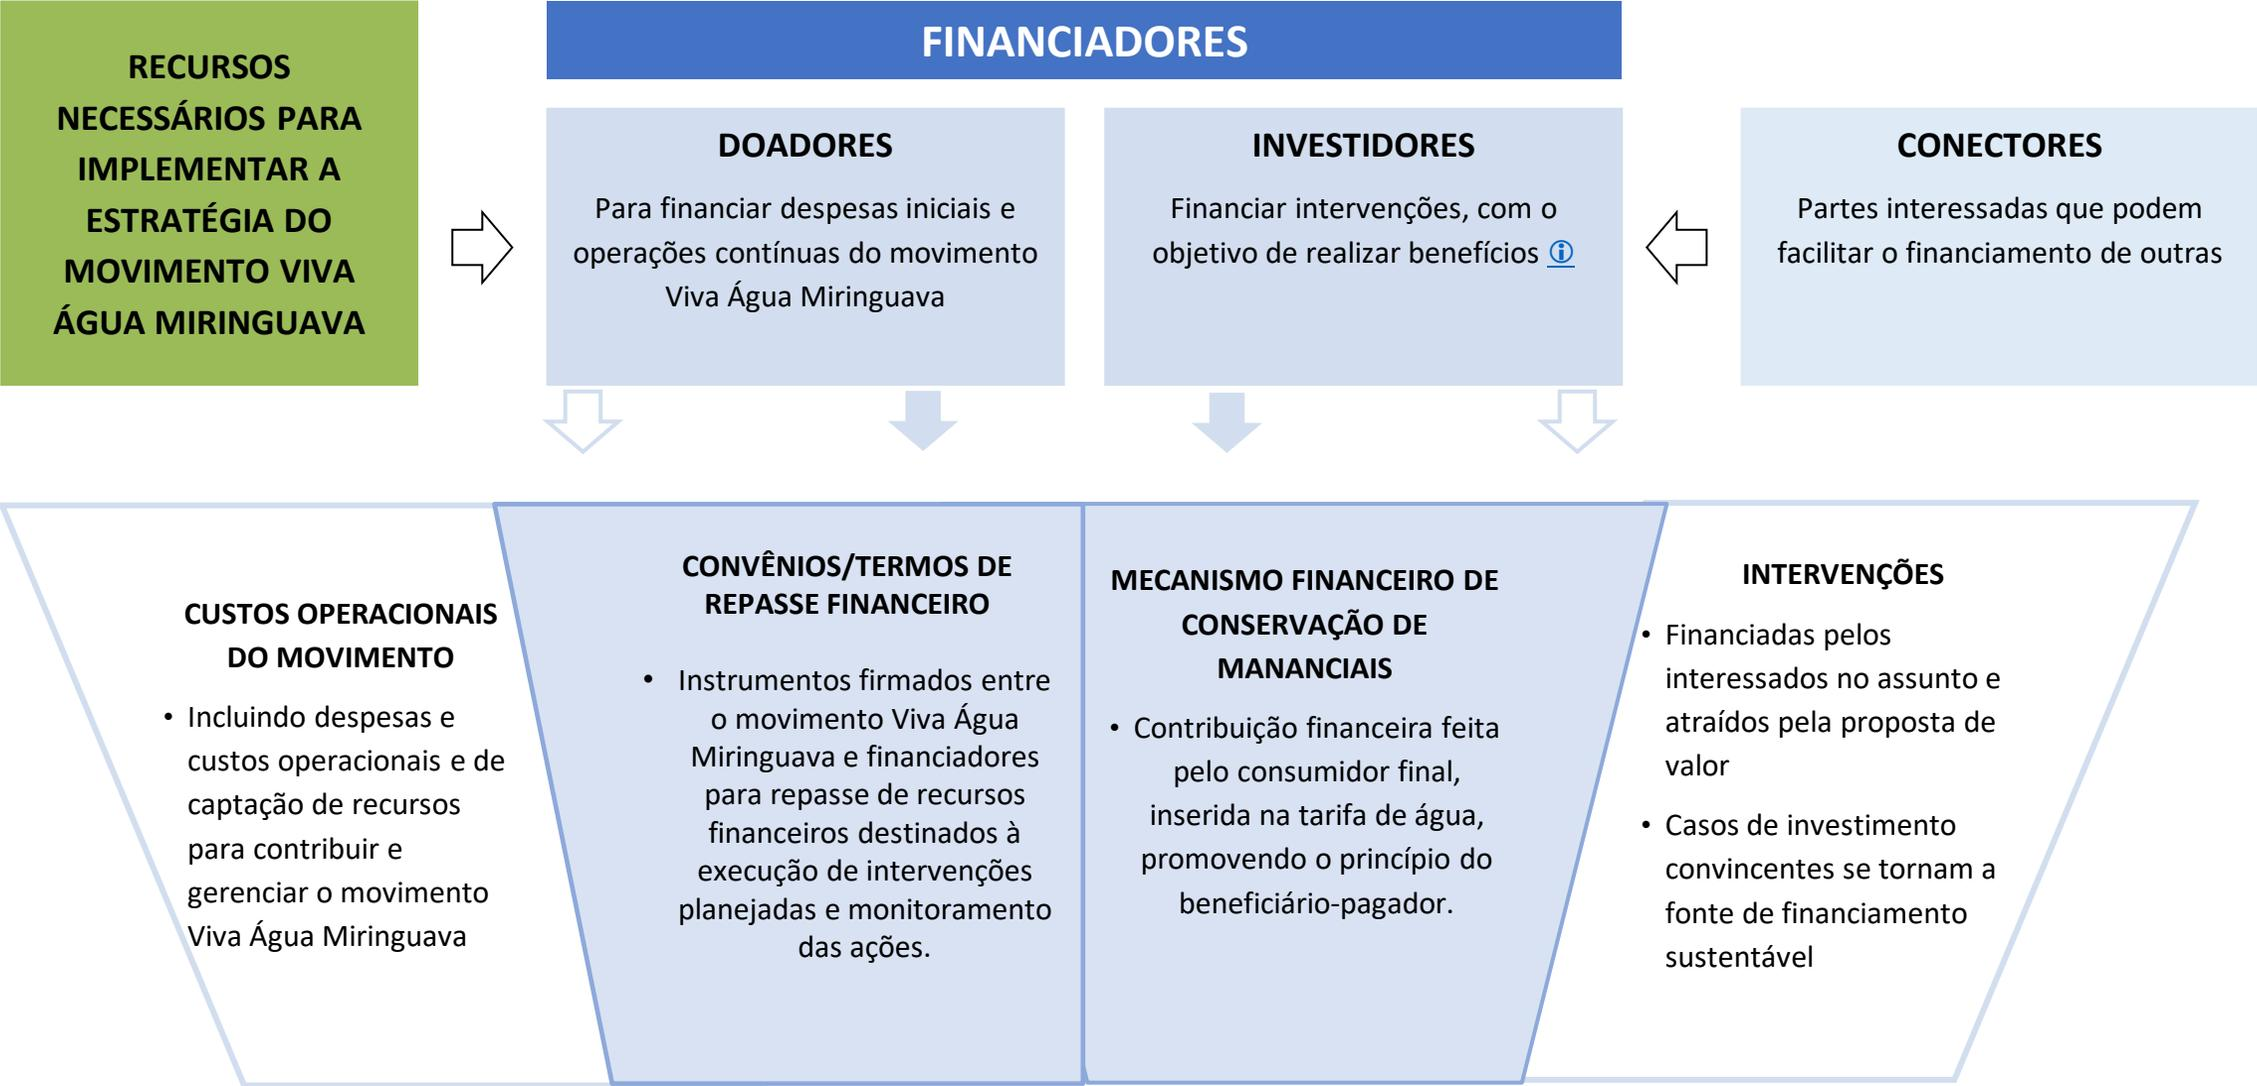 RECURSOS
NECESSÁRIOS PARA
IMPLEMENTAR A
ESTRATÉGIA DO
MOVIMENTO VIVA
ÁGUA MIRINGUAVA
FINANCIADORES
DOADORES
Para financiar despesas iniciais e
operações contínuas do movimento
Viva Água Miringuava
INVESTIDORES
Financiar intervenções, com o
objetivo de realizar benefícios ⓘ
CONECTORES
Partes interessadas que podem
facilitar o financiamento de outras
CUSTOS OPERACIONAIS
DO MOVIMENTO
• Incluindo despesas e
custos operacionais e de
captação de recursos
para contribuir e
gerenciar o movimento
Viva Água Miringuava
CONVÊNIOS/TERMOS DE
REPASSE FINANCEIRO
• Instrumentos firmados entre
o movimento Viva Água
Miringuava e financiadores
para repasse de recursos
financeiros destinados à
execução de intervenções
planejadas e monitoramento
das ações.
MECANISMO FINANCEIRO DE
CONSERVAÇÃO DE
MANANCIAIS
• Contribuição financeira feita
pelo consumidor final,
inserida na tarifa de água,
promovendo o princípio do
beneficiário-pagador.
INTERVENÇÕES
• Financiadas pelos
interessados no assunto e
atraídos pela proposta de
valor
• Casos de investimento
convincentes se tornam a
fonte de financiamento
sustentável